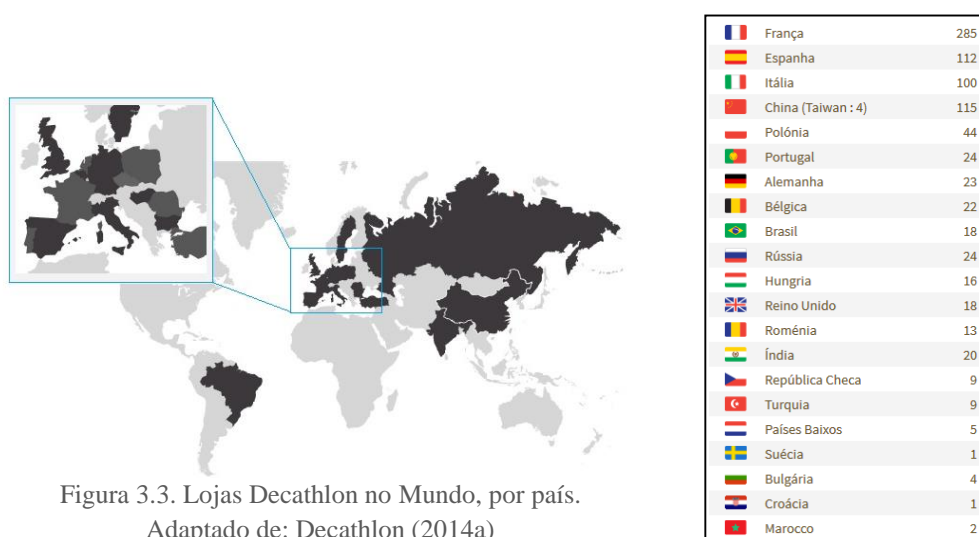 França 285
Espanha 112
Itália 100
China (Taiwan : 4) 115
Polónia 44
Portugal 24
Alemanha 23
Bélgica 22
Brasil 18
Rússia 24
Hungria 16
Reino Unido 18
Roménia 13
Índia 20
República Checa 9
Turquia 9
Países Baixos 5
Suécia 1
Bulgária 4
Croácia 1
Marocco 2
Figura 3.3. Lojas Decathlon no Mundo, por país.
Adaptado de: Decathlon (2014a)